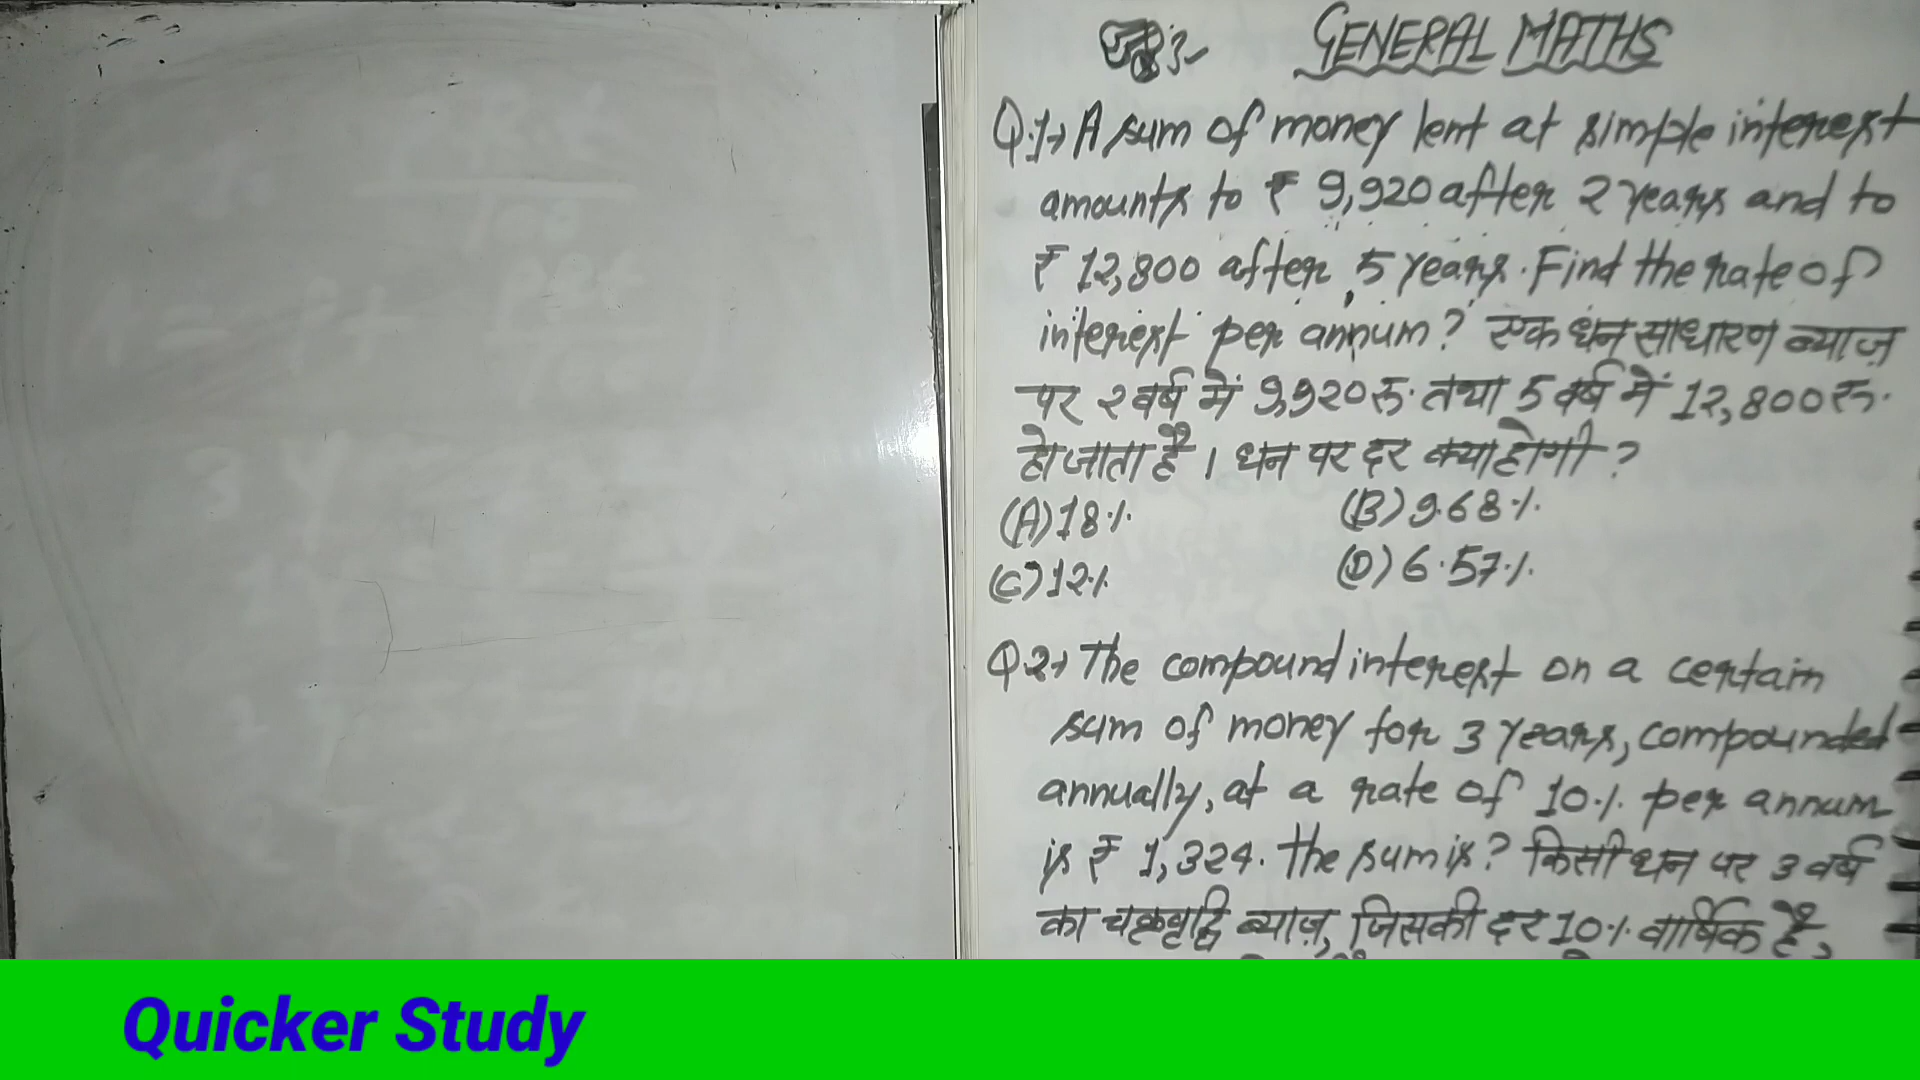 GENERAL MATHS
Q.1→ A sum of money lent at simple interest
amounts to ₹ 9,920 after 2 years and to
₹ 12,800 after 5 years. Find the rate of
interest per annum? एक धन साधारण ब्याज़
पर २ वर्ष में 9,920 रू. तथा 5 वर्ष में 12,800 रू.
हो जाता है । धन पर दर क्या होगी ?
(A) 18% (B) 9.68%
(C) 12% (D) 6.57%
Q.2→ The compound interest on a certain
sum of money for 3 years, compounded
annually, at a rate of 10% per annum
is ₹ 1,324. The sum is? किसी धन पर 3 वर्ष
का चक्रवृद्धि ब्याज़, जिसकी दर 10% वार्षिक है,
Quicker Study